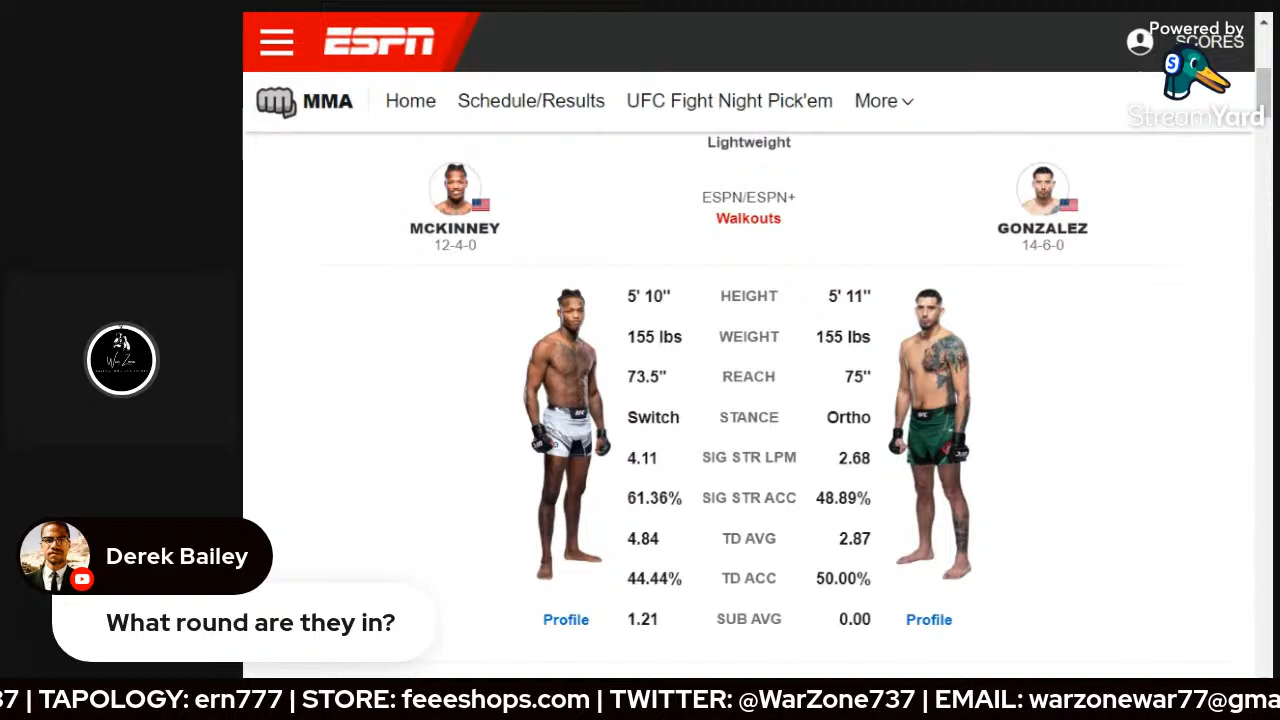 ESPN
Powered by
SCORES
StreamYard
MMA Home Schedule/Results UFC Fight Night Pick'em More
Lightweight
ESPN/ESPN+
Walkouts
MCKINNEY
12-4-0
GONZALEZ
14-6-0
5' 10" HEIGHT 5' 11"
155 lbs WEIGHT 155 lbs
73.5" REACH 75"
Switch STANCE Ortho
4.11 SIG STR LPM 2.68
61.36% SIG STR ACC 48.89%
4.84 TD AVG 2.87
44.44% TD ACC 50.00%
Profile 1.21 SUB AVG 0.00 Profile
War Zone
Derek Bailey
What round are they in?
37 | TAPOLOGY: ern777 | STORE: feeeshops.com | TWITTER: @WarZone737 | EMAIL: warzonewar77@gma